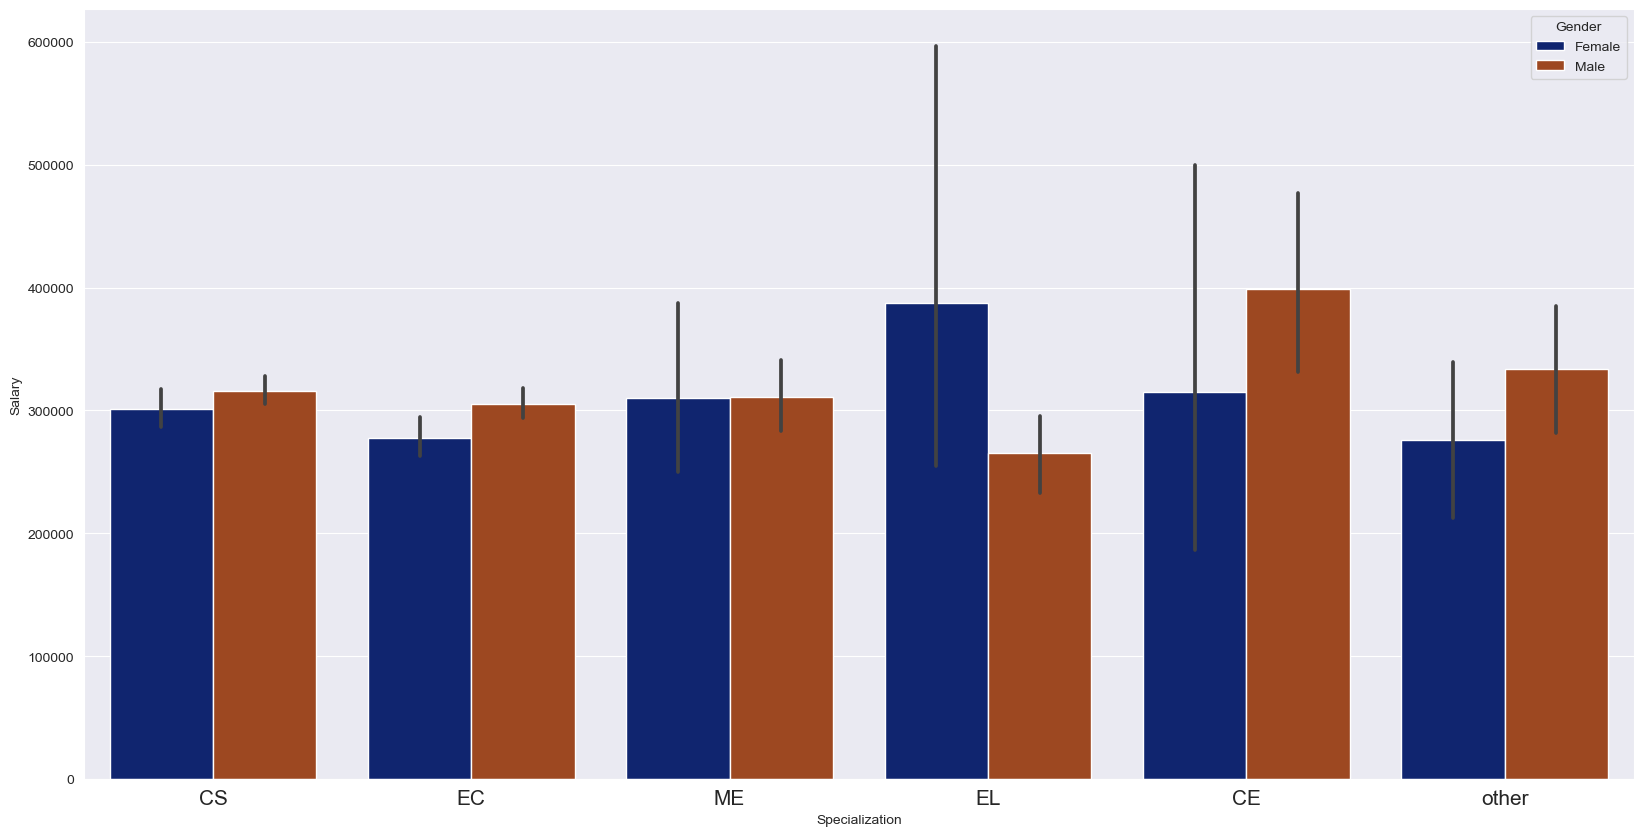 Gender
Female
Male
600000
500000
400000
300000
200000
100000
0
Salary
CS EC ME EL CE other
Specialization